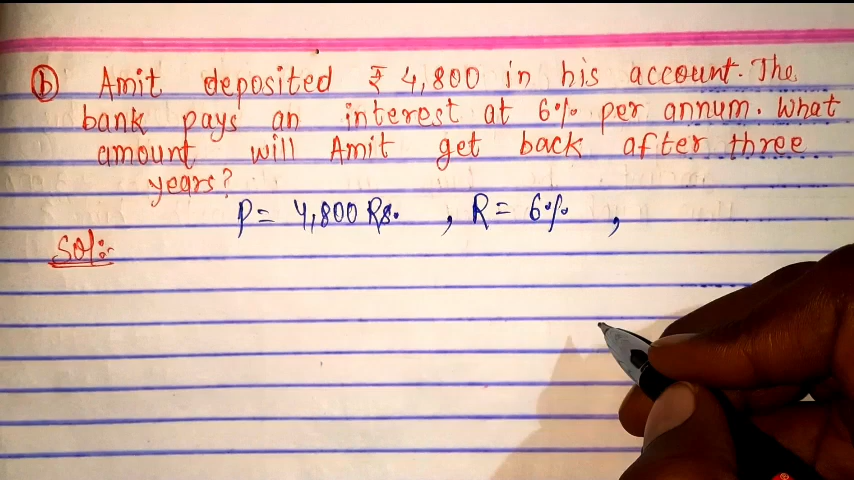 (b) Amit deposited ₹ 4,800 in his account. The
bank pays an interest at 6% per annum. What
amount will Amit get back after three
years?
P = 4,800 Rs. , R = 6% ,
Sol:-